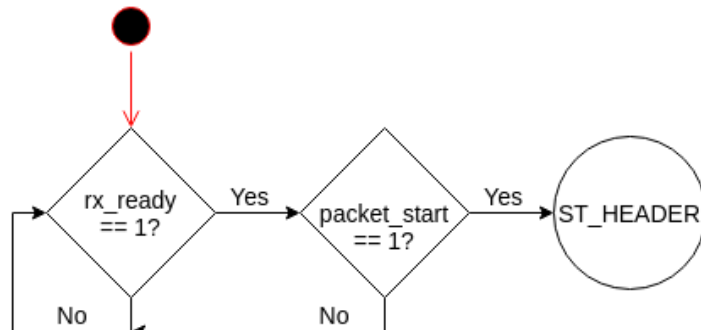 rx_ready
== 1?
Yes
packet_start
== 1?
Yes
ST_HEADER
No
No